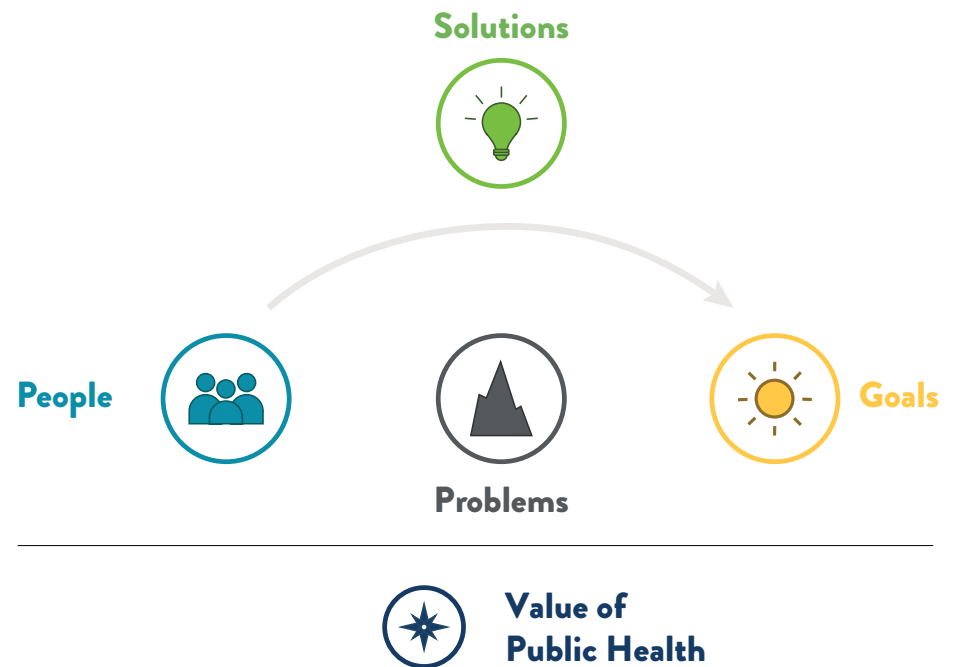 Solutions
People
Goals
Problems
Value of
Public Health